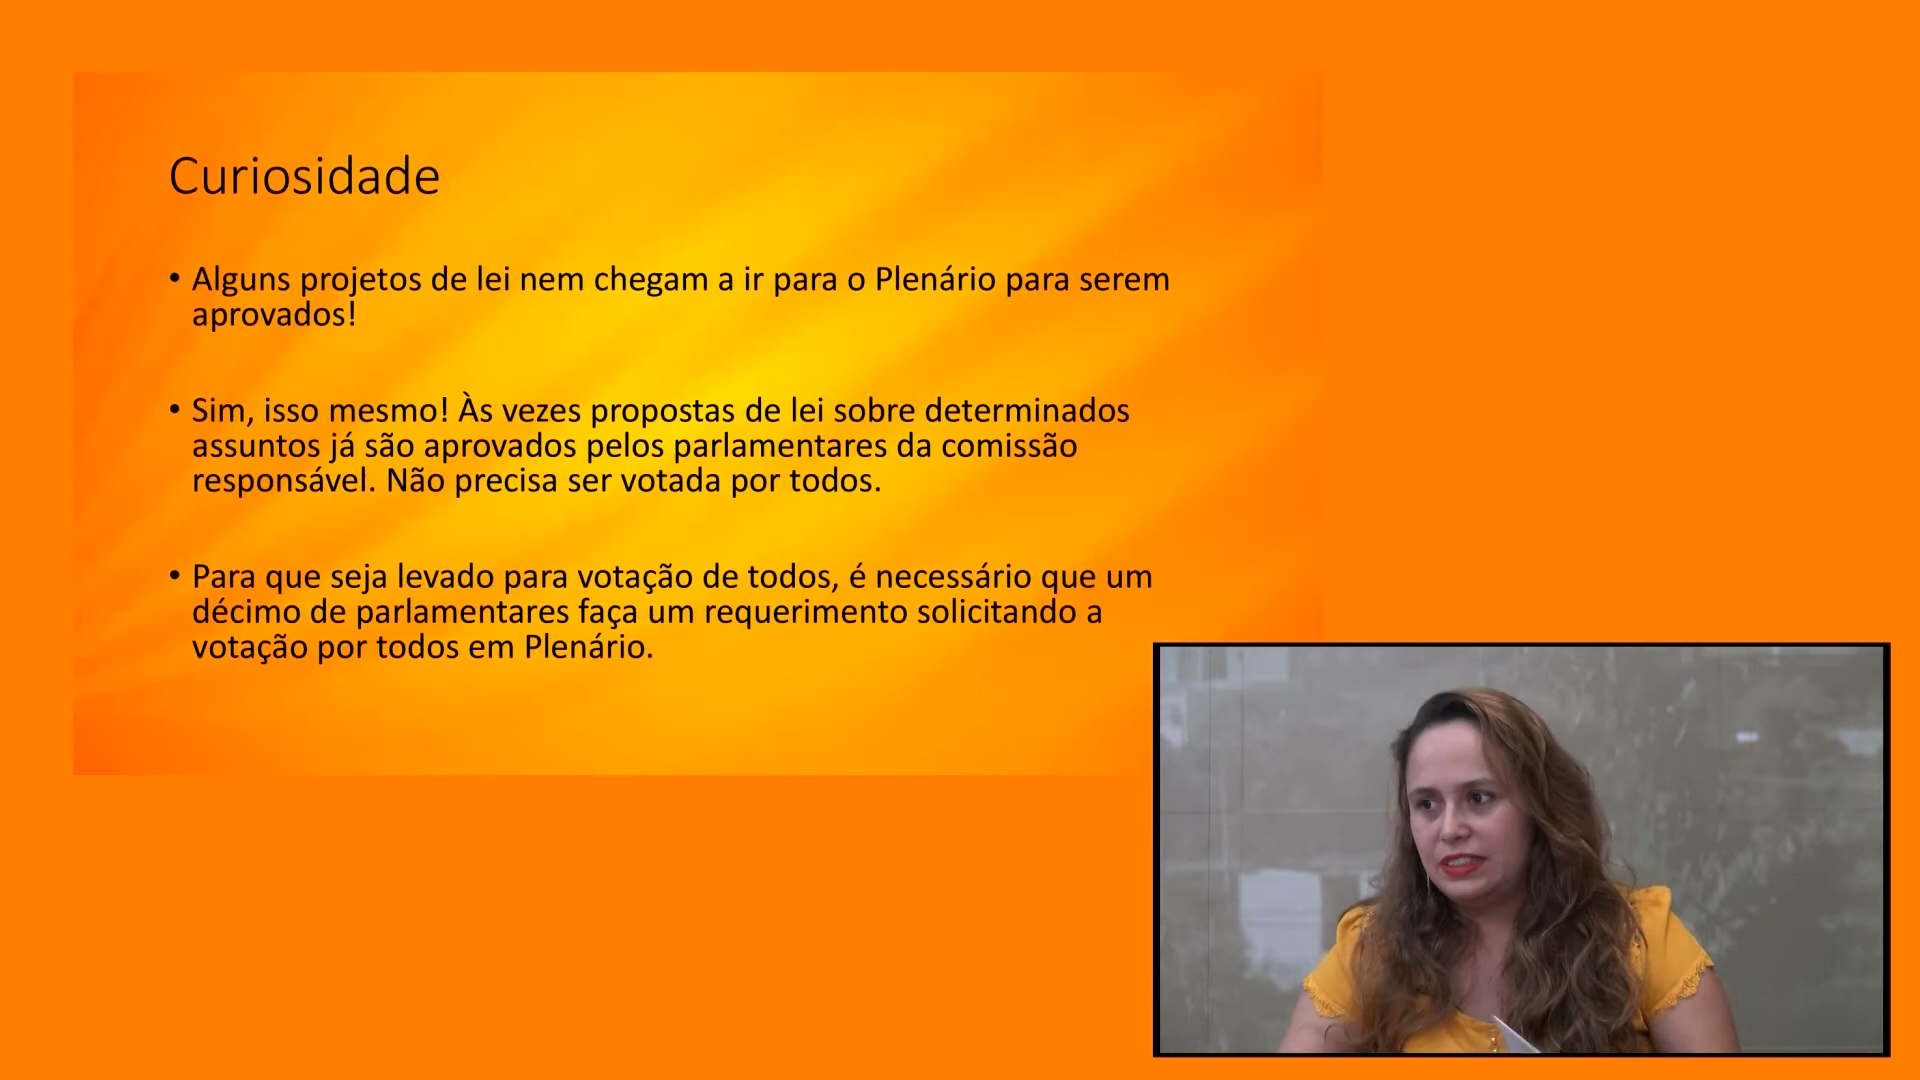 Curiosidade
• Alguns projetos de lei nem chegam a ir para o Plenário para serem
aprovados!
• Sim, isso mesmo! Às vezes propostas de lei sobre determinados
assuntos já são aprovados pelos parlamentares da comissão
responsável. Não precisa ser votada por todos.
• Para que seja levado para votação de todos, é necessário que um
décimo de parlamentares faça um requerimento solicitando a
votação por todos em Plenário.